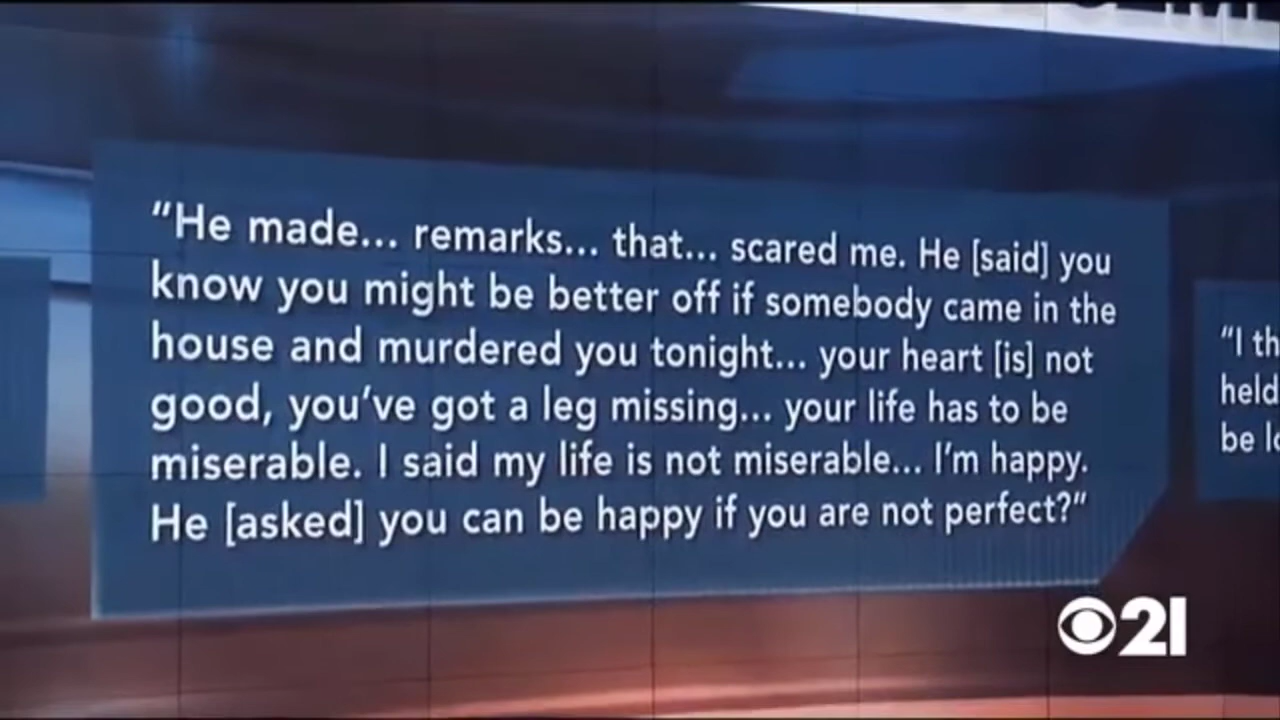 “He made... remarks... that... scared me. He [said] you
know you might be better off if somebody came in the
house and murdered you tonight... your heart [is] not
good, you’ve got a leg missing... your life has to be
miserable. I said my life is not miserable... I’m happy.
He [asked] you can be happy if you are not perfect?”
“I th
held
be lo
21